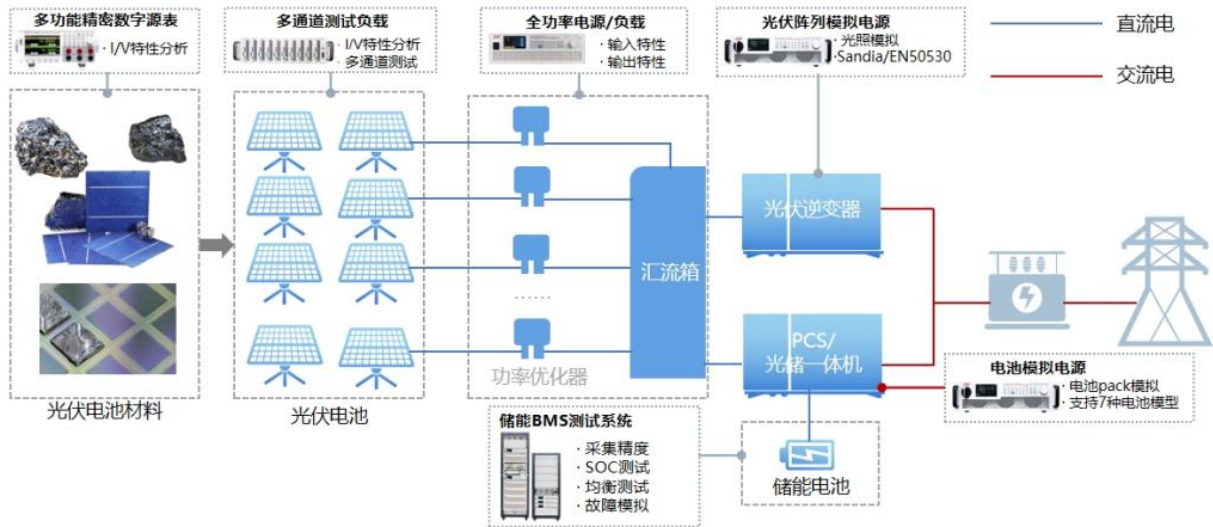 多功能精密数字源表
· I/V特性分析
多通道测试负载
· I/V特性分析
· 多通道测试
全功率电源/负载
· 输入特性
· 输出特性
光伏阵列模拟电源
· 光照模拟
· Sandia/EN50530
直流电
交流电
光伏逆变器
汇流箱
......
PCS/
光储一体机
功率优化器
电池模拟电源
· 电池pack模拟
· 支持7种电池模型
光伏电池材料
光伏电池
储能BMS测试系统
· 采集精度
· SOC测试
· 均衡测试
· 故障模拟
储能电池